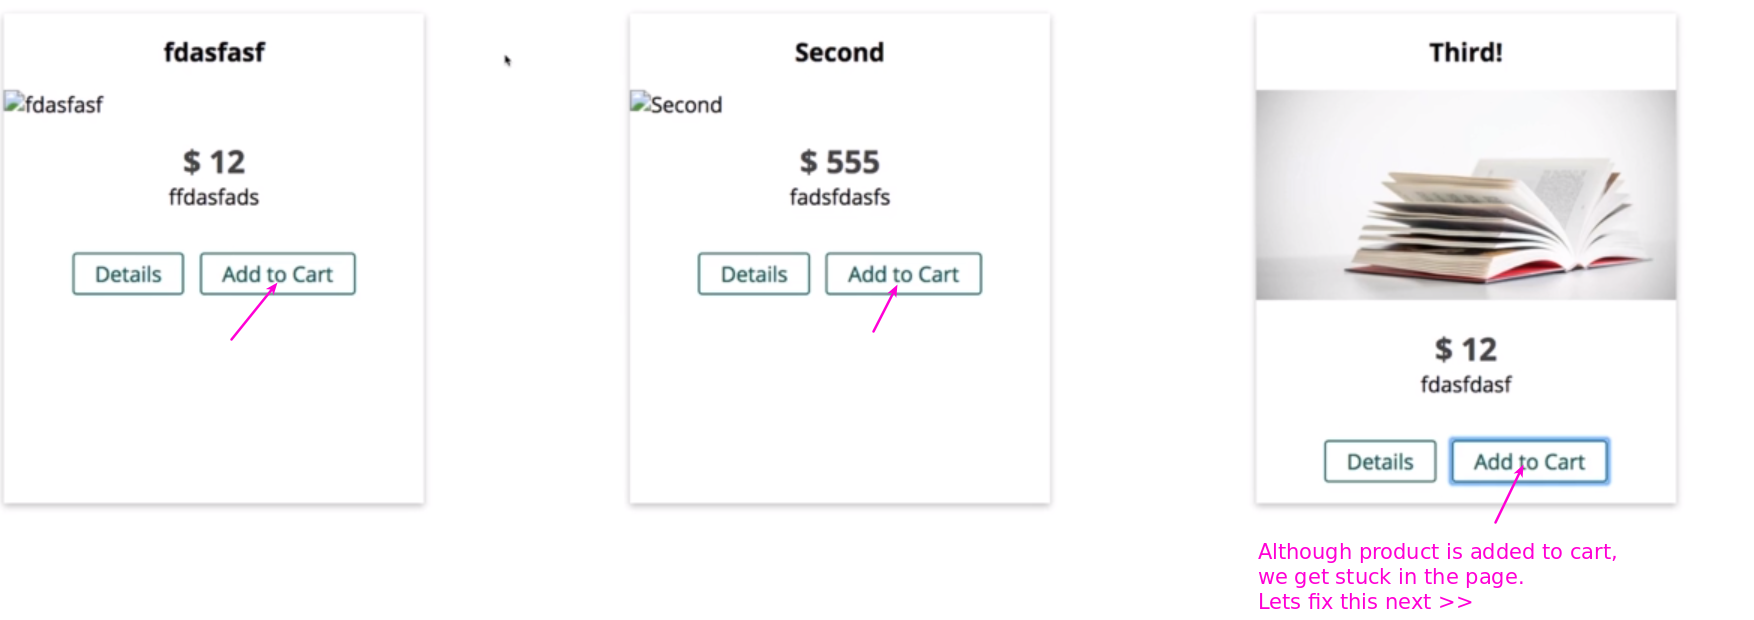 fdasfasf
fdasfasf
$ 12
ffdasfads
Details
Add to Cart
Second
Second
$ 555
fadsfdasfs
Details
Add to Cart
Third!
$ 12
fdasfdasf
Details
Add to Cart
Although product is added to cart,
we get stuck in the page.
Lets fix this next >>